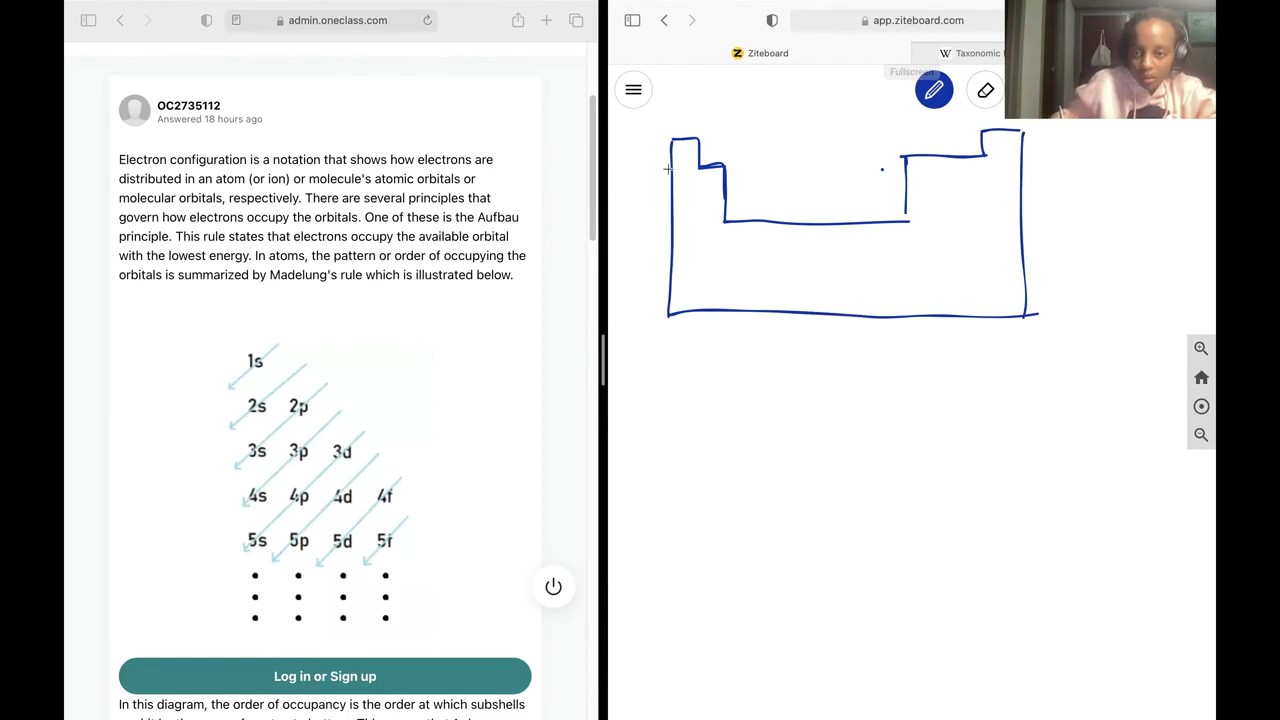 admin.oneclass.com
app.ziteboard.com
Z Ziteboard
W Taxonomic
Fullscreen
OC2735112
Answered 18 hours ago
Electron configuration is a notation that shows how electrons are
distributed in an atom (or ion) or molecule's atomic orbitals or
molecular orbitals, respectively. There are several principles that
govern how electrons occupy the orbitals. One of these is the Aufbau
principle. This rule states that electrons occupy the available orbital
with the lowest energy. In atoms, the pattern or order of occupying the
orbitals is summarized by Madelung's rule which is illustrated below.
1s
2s 2p
3s 3p 3d
4s 4p 4d 4f
5s 5p 5d 5f
Log in or Sign up
In this diagram, the order of occupancy is the order at which subshells